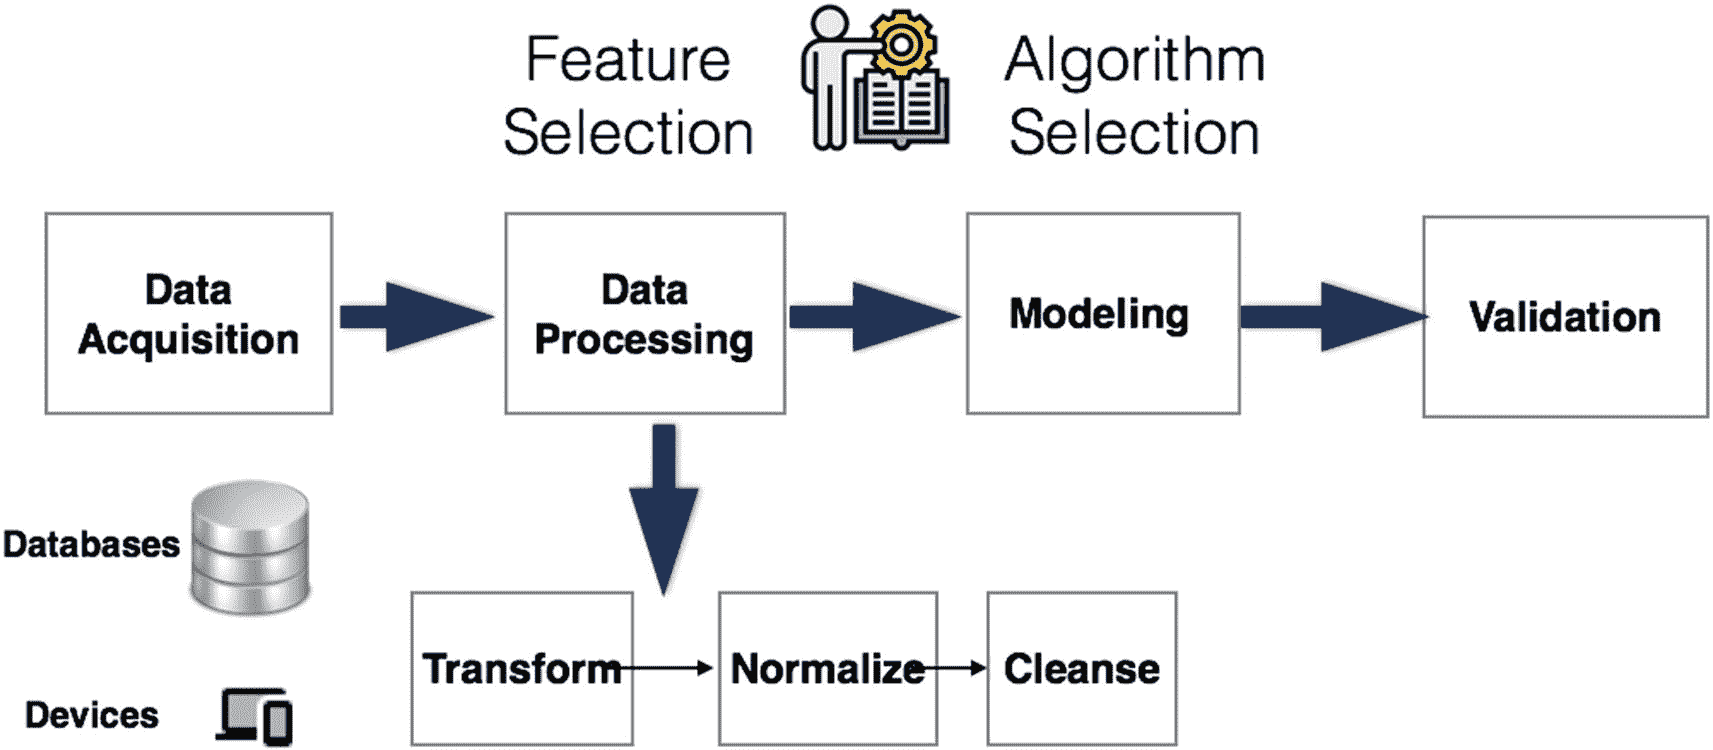 Feature
Selection
Algorithm
Selection
Data
Acquisition
Data
Processing
Modeling
Validation
Databases
Devices
Transform
Normalize
Cleanse